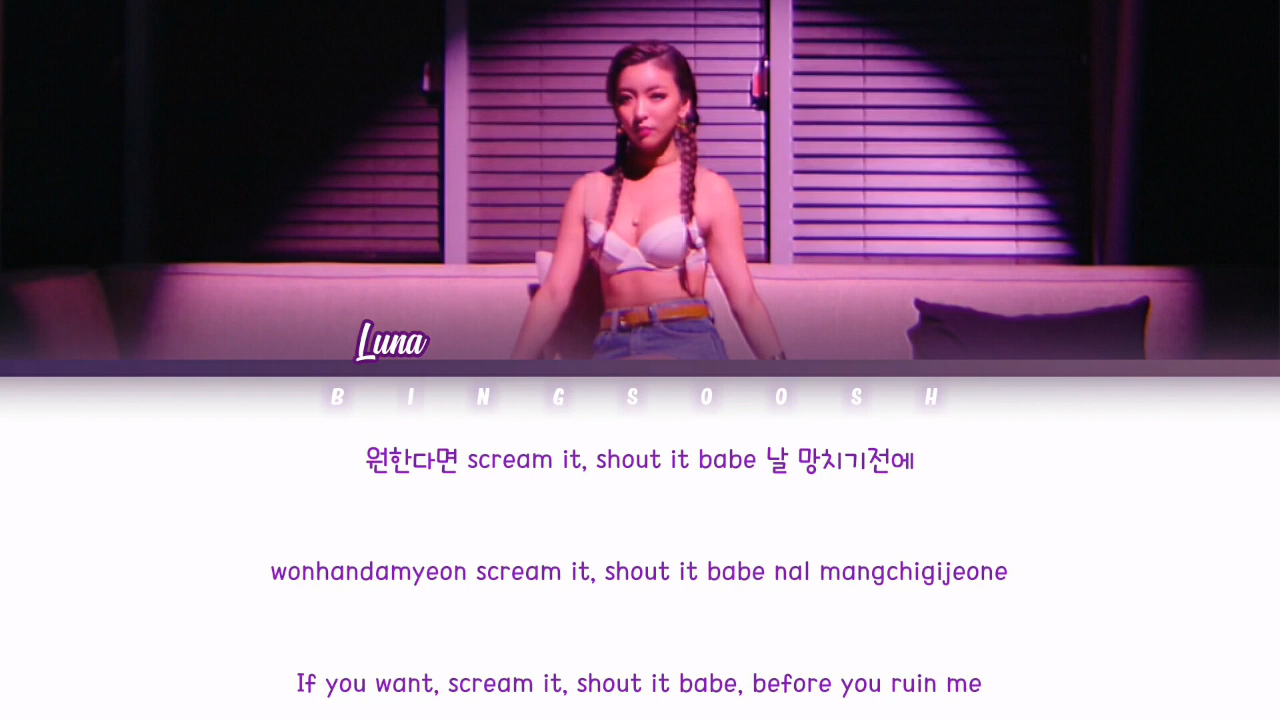 Luna
BINGSOOSH
원한다면 scream it, shout it babe 날 망치기전에
wonhandamyeon scream it, shout it babe nal mangchigijeone
If you want, scream it, shout it babe, before you ruin me